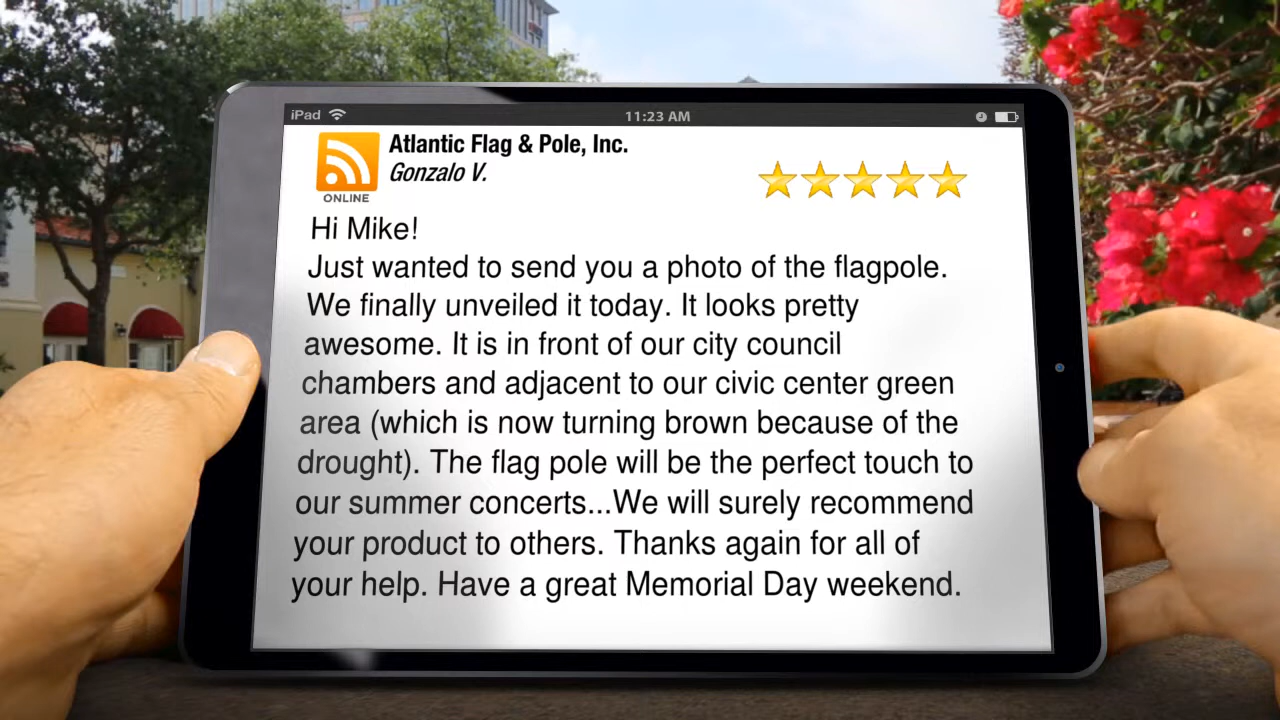 iPad 11:23 AM
Atlantic Flag & Pole, Inc.
Gonzalo V.
ONLINE
Hi Mike!
Just wanted to send you a photo of the flagpole.
We finally unveiled it today. It looks pretty
awesome. It is in front of our city council
chambers and adjacent to our civic center green
area (which is now turning brown because of the
drought). The flag pole will be the perfect touch to
our summer concerts...We will surely recommend
your product to others. Thanks again for all of
your help. Have a great Memorial Day weekend.